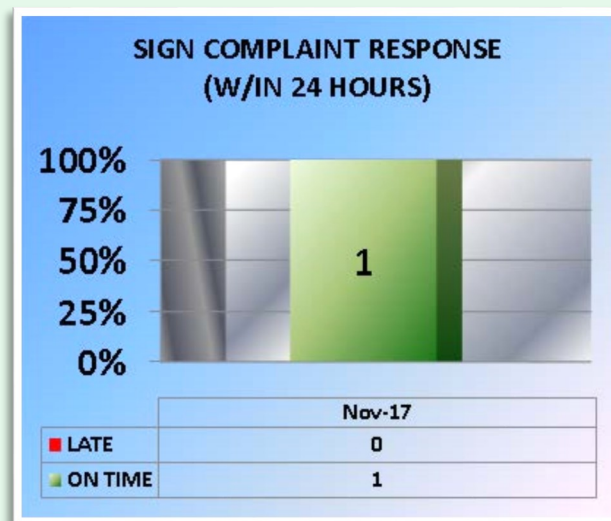 SIGN COMPLAINT RESPONSE
(W/IN 24 HOURS)
100%
75%
50%
25%
0%
1
Nov-17
LATE 0
ON TIME 1